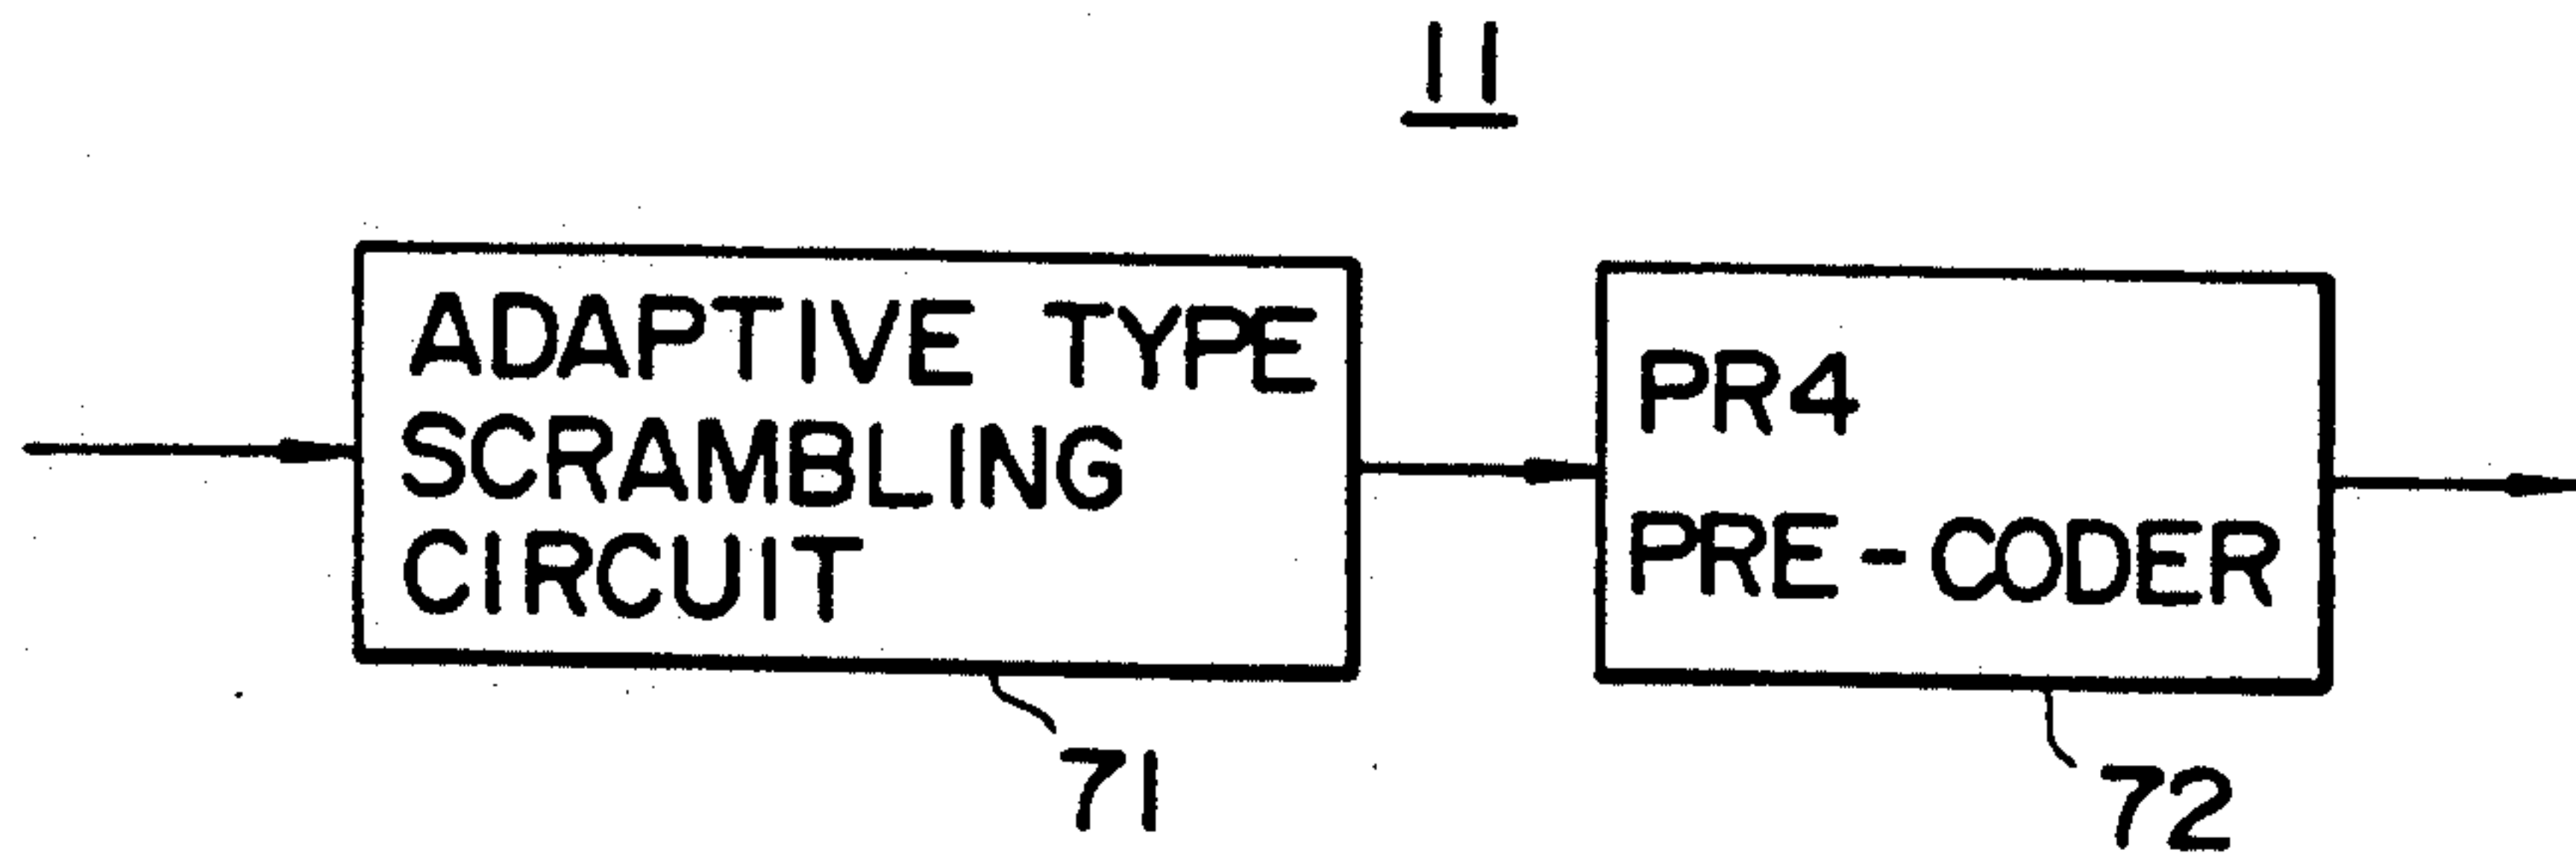 11
ADAPTIVE TYPE
SCRAMBLING
CIRCUIT
71
PR4
PRE-CODER
72